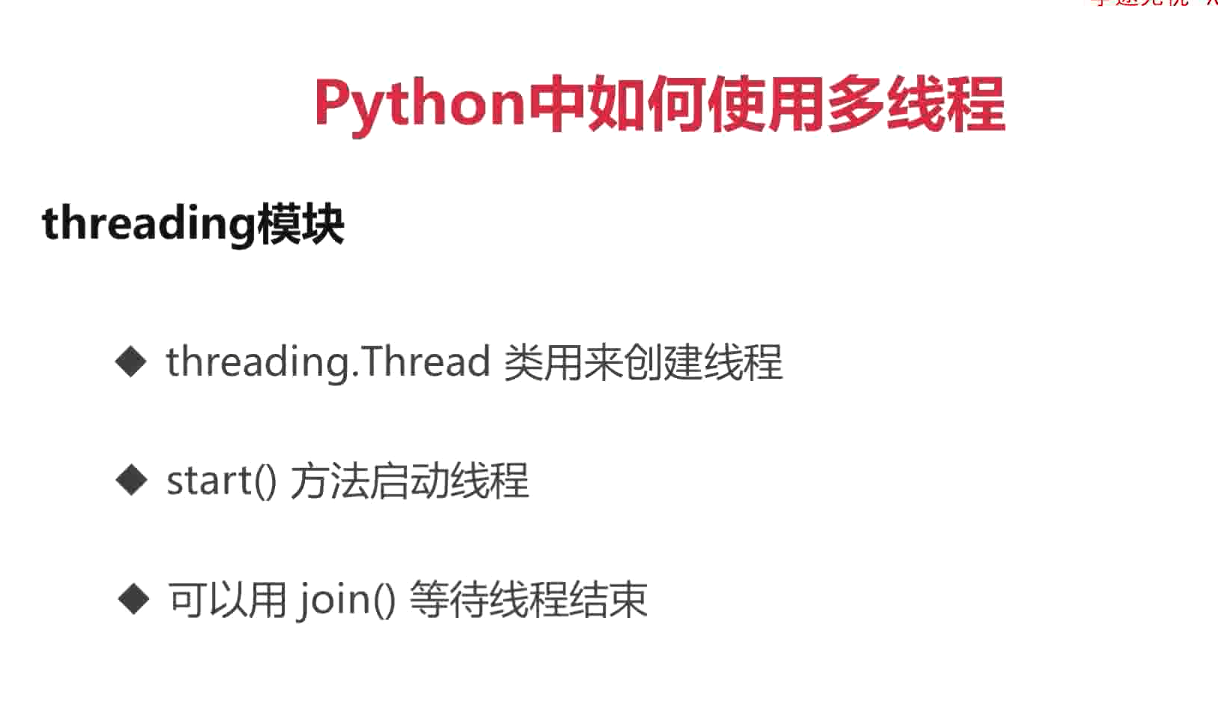 Python中如何使用多线程
threading模块
◆ threading.Thread 类用来创建线程
◆ start() 方法启动线程
◆ 可以用 join() 等待线程结束